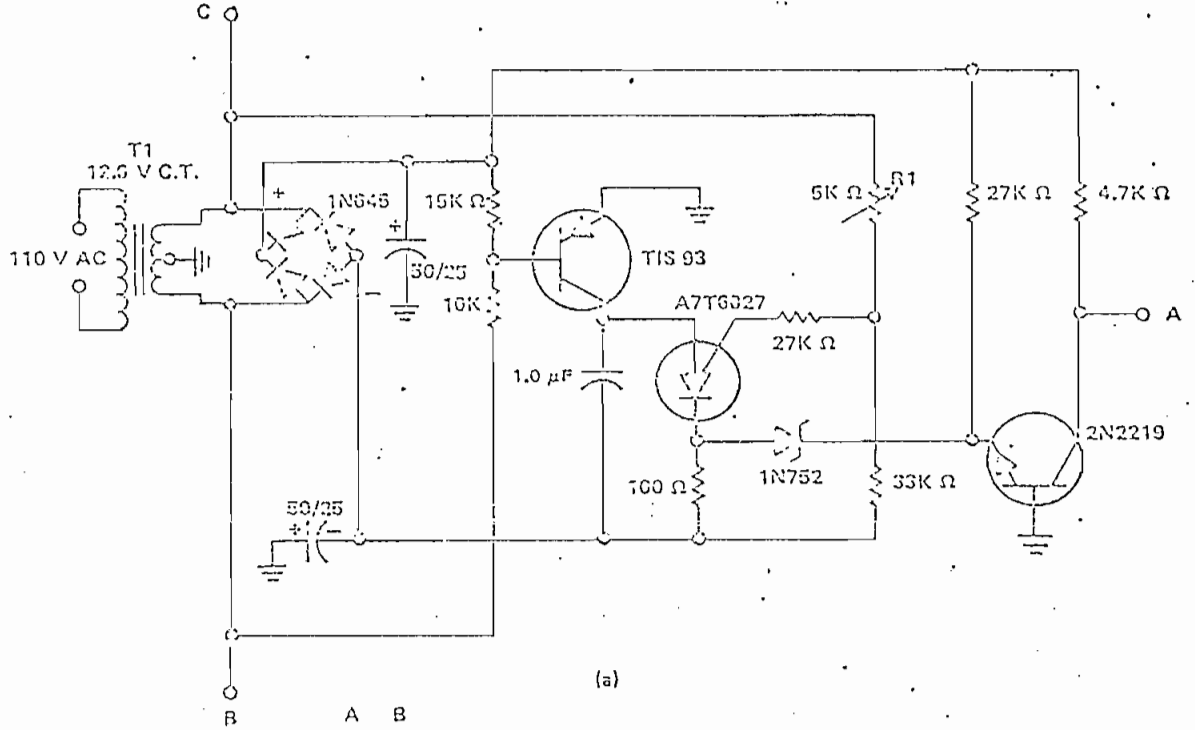 C
T1
12.6 V C.T.
110 V AC
+
1N645
+
50/25
−
15K Ω
10K
TIS 93
A7T6027
5K Ω
R1
27K Ω
4.7K Ω
27K Ω
A
1.0 μF
1N752
2N2219
100 Ω
33K Ω
50/25
+ −
(a)
B
A B